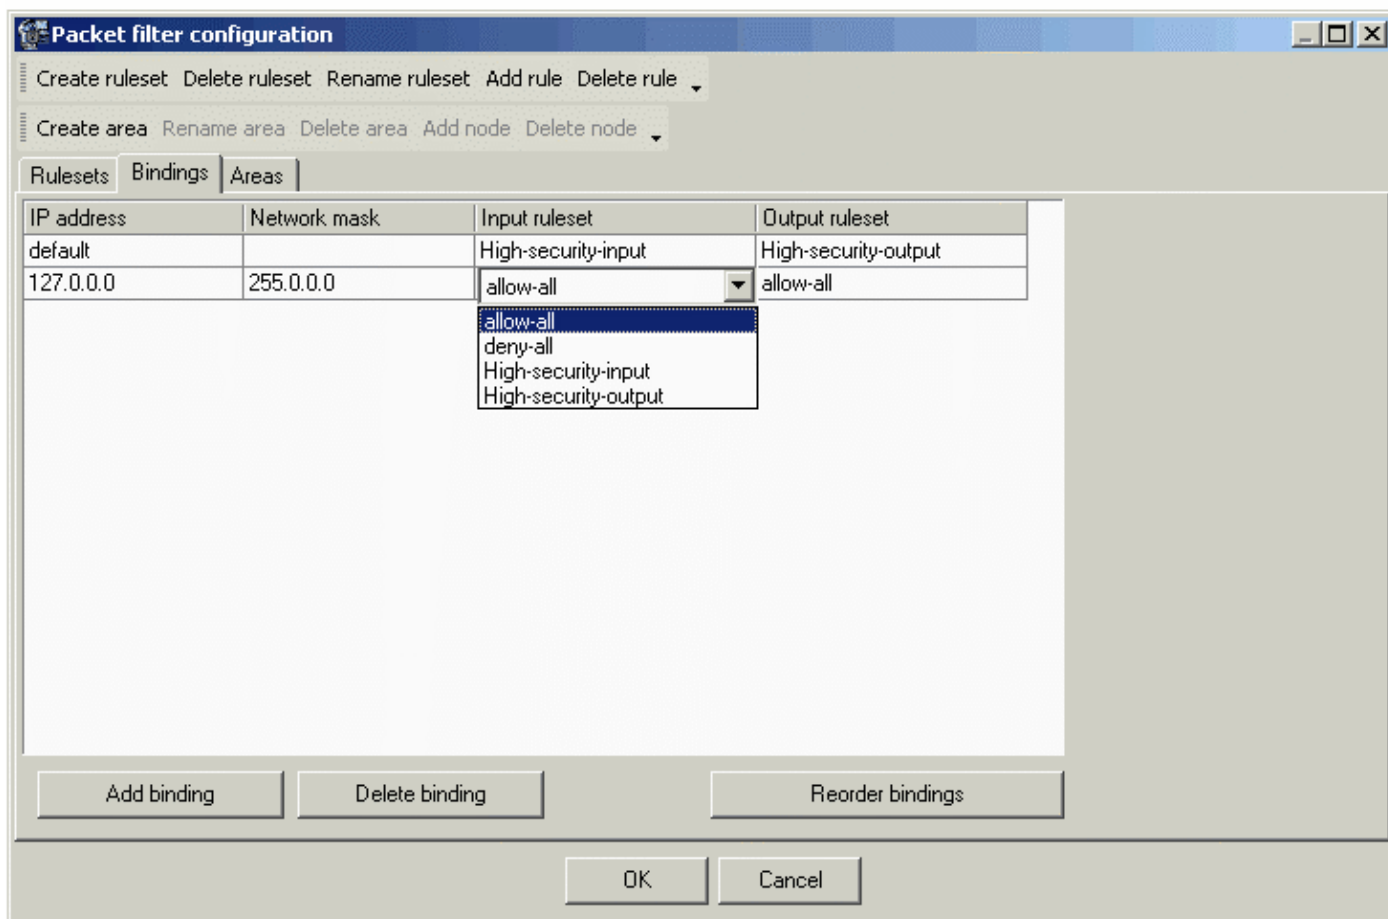 Packet filter configuration
Create ruleset Delete ruleset Rename ruleset Add rule Delete rule
Create area Rename area Delete area Add node Delete node
Rulesets Bindings Areas
IP address Network mask Input ruleset Output ruleset
default High-security-input High-security-output
127.0.0.0 255.0.0.0 allow-all allow-all
allow-all
deny-all
High-security-input
High-security-output
Add binding Delete binding Reorder bindings
OK Cancel